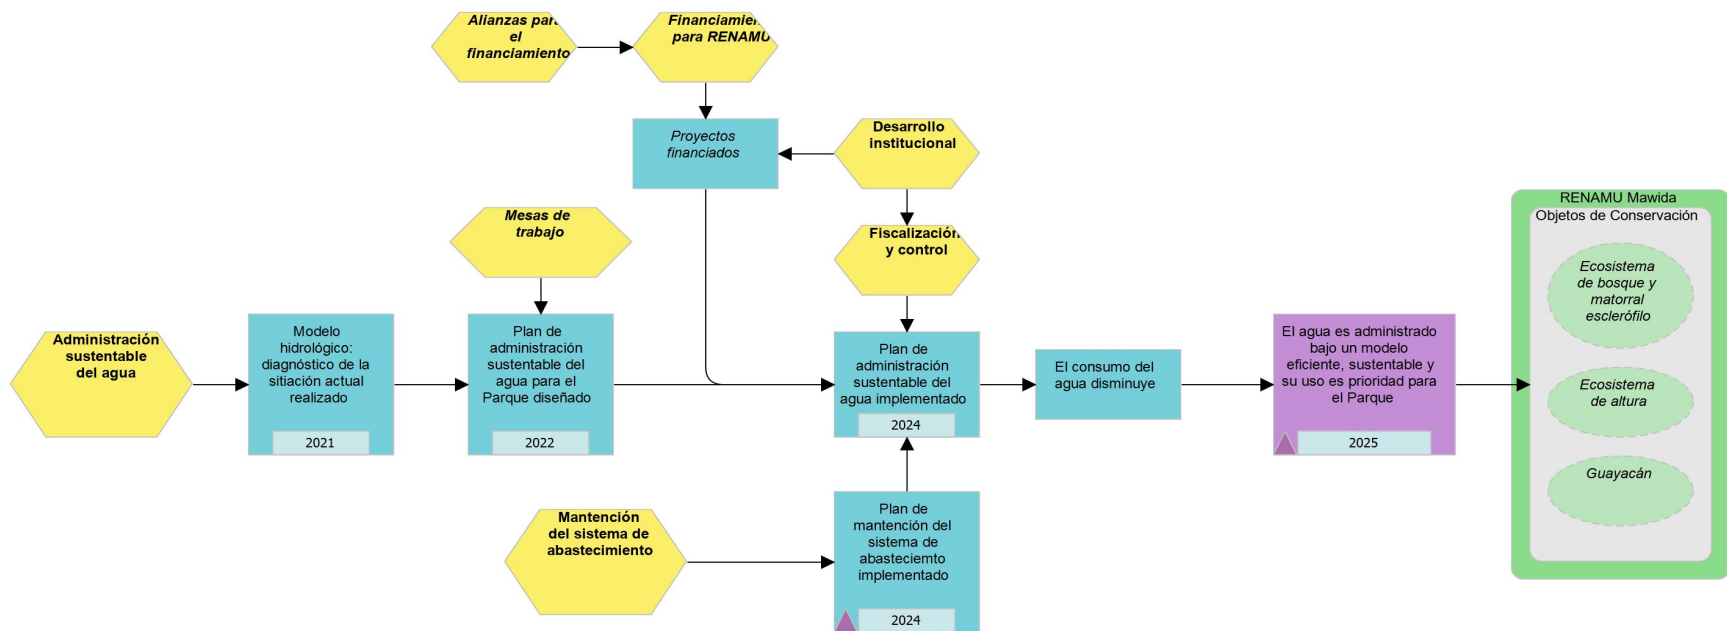 Alianzas para
el
financiamiento
Financiamien
para RENAMU
Proyectos
financiados
Desarrollo
institucional
Mesas de
trabajo
Fiscalización
y control
Administración
sustentable
del agua
Modelo
hidrológico:
diagnóstico de la
sitiación actual
realizado
2021
Plan de
administración
sustentable del
agua para el
Parque diseñado
2022
Plan de
administración
sustentable del
agua implementado
2024
El consumo del
agua disminuye
El agua es administrado
bajo un modelo
eficiente, sustentable y
su uso es prioridad para
el Parque
2025
RENAMU Mawida
Objetos de Conservación
Ecosistema
de bosque y
matorral
esclerófilo
Ecosistema
de altura
Guayacán
Mantención
del sistema de
abastecimiento
Plan de
mantención del
sistema de
abasteciemto
implementado
2024